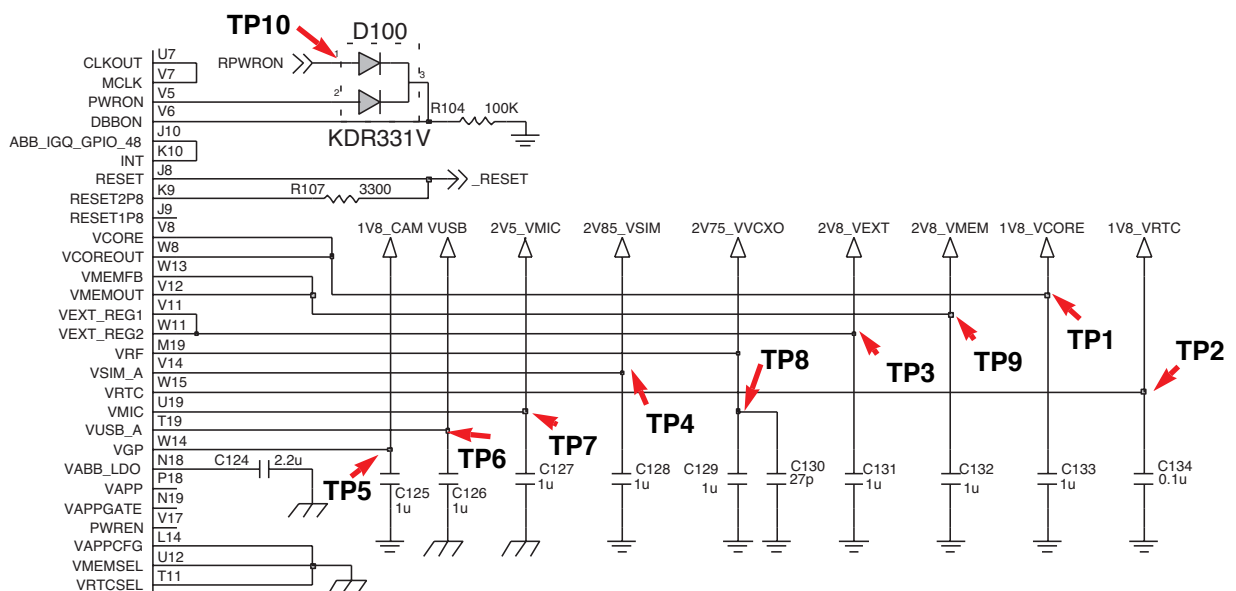 TP10
D100
CLKOUT U7
RPWRON 1
MCLK V7
3
PWRON V5 2
DBBON V6 R104 100K
KDR331V
ABB_IGQ_GPIO_48 J10
INT K10
RESET J8 _RESET
RESET2P8 K9 R107 3300
RESET1P8 J9
1V8_CAM VUSB 2V5_VMIC 2V85_VSIM 2V75_VVCXO 2V8_VEXT 2V8_VMEM 1V8_VCORE 1V8_VRTC
VCORE V8
VCOREOUT W8
VMEMFB W13
VMEMOUT V12
VEXT_REG1 V11
VEXT_REG2 W11
TP1
VRF M19
TP8 TP3 TP9 TP2
VSIM_A V14
VRTC W15
VMIC U19
TP4
VUSB_A T19
TP7
VGP W14
TP6
VABB_LDO N18 C124 2.2u
TP5
C125 1u
C126 1u
C127 1u
C128 1u
C129 1u
C130 27p
C131 1u
C132 1u
C133 1u
C134 0.1u
VAPP P18
VAPPGATE N19
PWREN V17
VAPPCFG L14
VMEMSEL U12
VRTCSEL T11